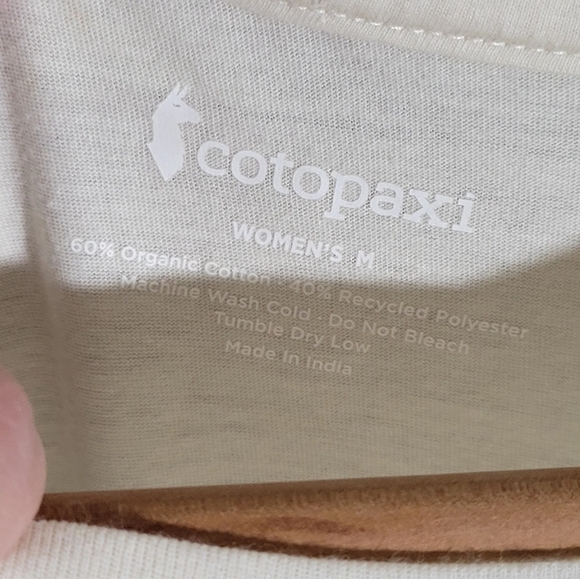 cotopaxi
WOMEN'S M
60% Organic Cotton · 40% Recycled Polyester
Machine Wash Cold · Do Not Bleach
Tumble Dry Low
Made In India